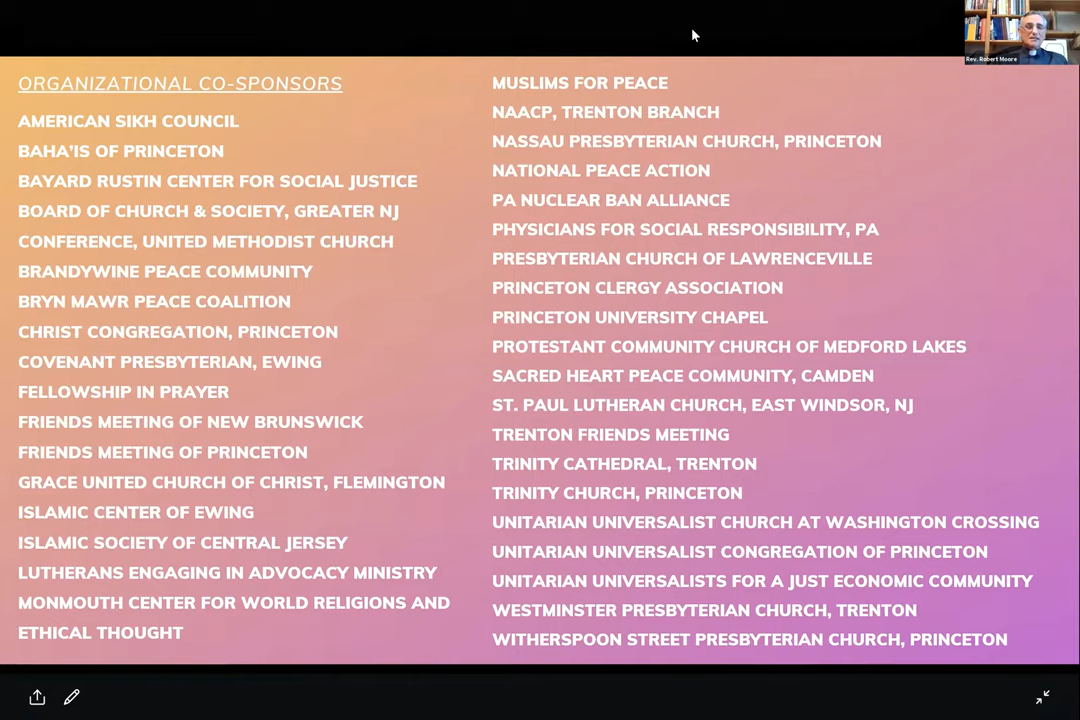 ORGANIZATIONAL CO-SPONSORS
AMERICAN SIKH COUNCIL
BAHA'IS OF PRINCETON
BAYARD RUSTIN CENTER FOR SOCIAL JUSTICE
BOARD OF CHURCH & SOCIETY, GREATER NJ
CONFERENCE, UNITED METHODIST CHURCH
BRANDYWINE PEACE COMMUNITY
BRYN MAWR PEACE COALITION
CHRIST CONGREGATION, PRINCETON
COVENANT PRESBYTERIAN, EWING
FELLOWSHIP IN PRAYER
FRIENDS MEETING OF NEW BRUNSWICK
FRIENDS MEETING OF PRINCETON
GRACE UNITED CHURCH OF CHRIST, FLEMINGTON
ISLAMIC CENTER OF EWING
ISLAMIC SOCIETY OF CENTRAL JERSEY
LUTHERANS ENGAGING IN ADVOCACY MINISTRY
MONMOUTH CENTER FOR WORLD RELIGIONS AND
ETHICAL THOUGHT
MUSLIMS FOR PEACE
NAACP, TRENTON BRANCH
NASSAU PRESBYTERIAN CHURCH, PRINCETON
NATIONAL PEACE ACTION
PA NUCLEAR BAN ALLIANCE
PHYSICIANS FOR SOCIAL RESPONSIBILITY, PA
PRESBYTERIAN CHURCH OF LAWRENCEVILLE
PRINCETON CLERGY ASSOCIATION
PRINCETON UNIVERSITY CHAPEL
PROTESTANT COMMUNITY CHURCH OF MEDFORD LAKES
SACRED HEART PEACE COMMUNITY, CAMDEN
ST. PAUL LUTHERAN CHURCH, EAST WINDSOR, NJ
TRENTON FRIENDS MEETING
TRINITY CATHEDRAL, TRENTON
TRINITY CHURCH, PRINCETON
UNITARIAN UNIVERSALIST CHURCH AT WASHINGTON CROSSING
UNITARIAN UNIVERSALIST CONGREGATION OF PRINCETON
UNITARIAN UNIVERSALISTS FOR A JUST ECONOMIC COMMUNITY
WESTMINSTER PRESBYTERIAN CHURCH, TRENTON
WITHERSPOON STREET PRESBYTERIAN CHURCH, PRINCETON
Rev. Robert Moore